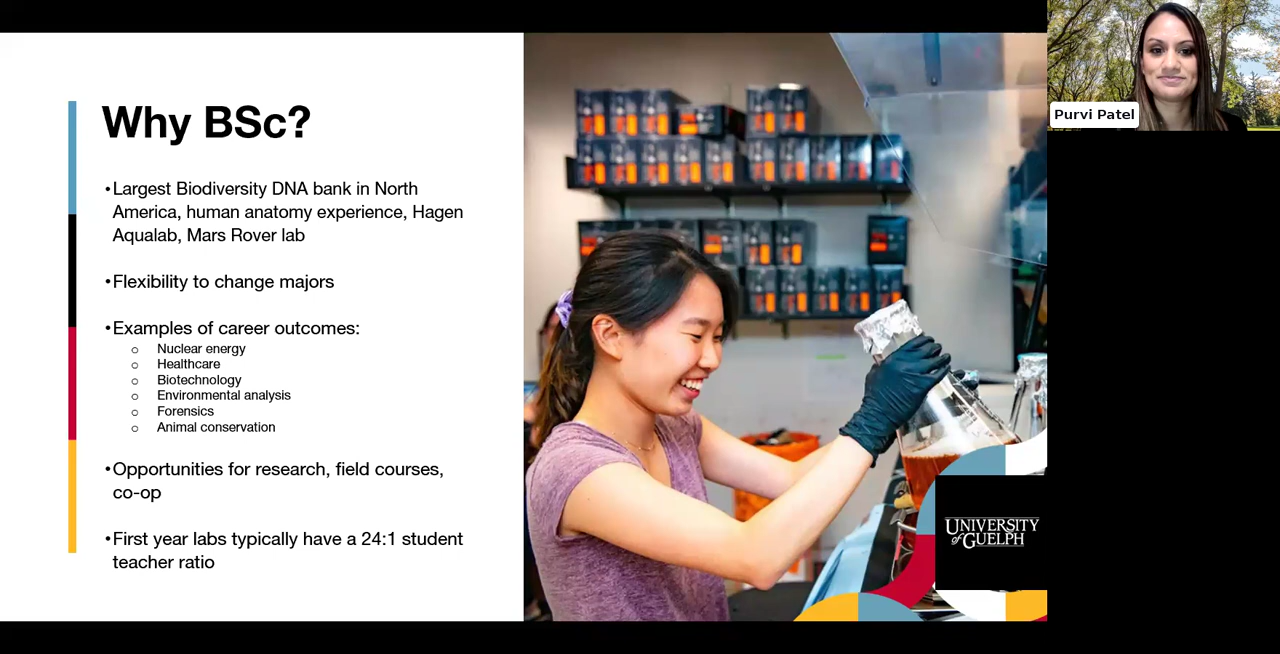 Why BSc?
•Largest Biodiversity DNA bank in North
America, human anatomy experience, Hagen
Aqualab, Mars Rover lab
•Flexibility to change majors
•Examples of career outcomes:
o Nuclear energy
o Healthcare
o Biotechnology
o Environmental analysis
o Forensics
o Animal conservation
•Opportunities for research, field courses,
co-op
•First year labs typically have a 24:1 student
teacher ratio
Purvi Patel
UNIVERSITY
of GUELPH